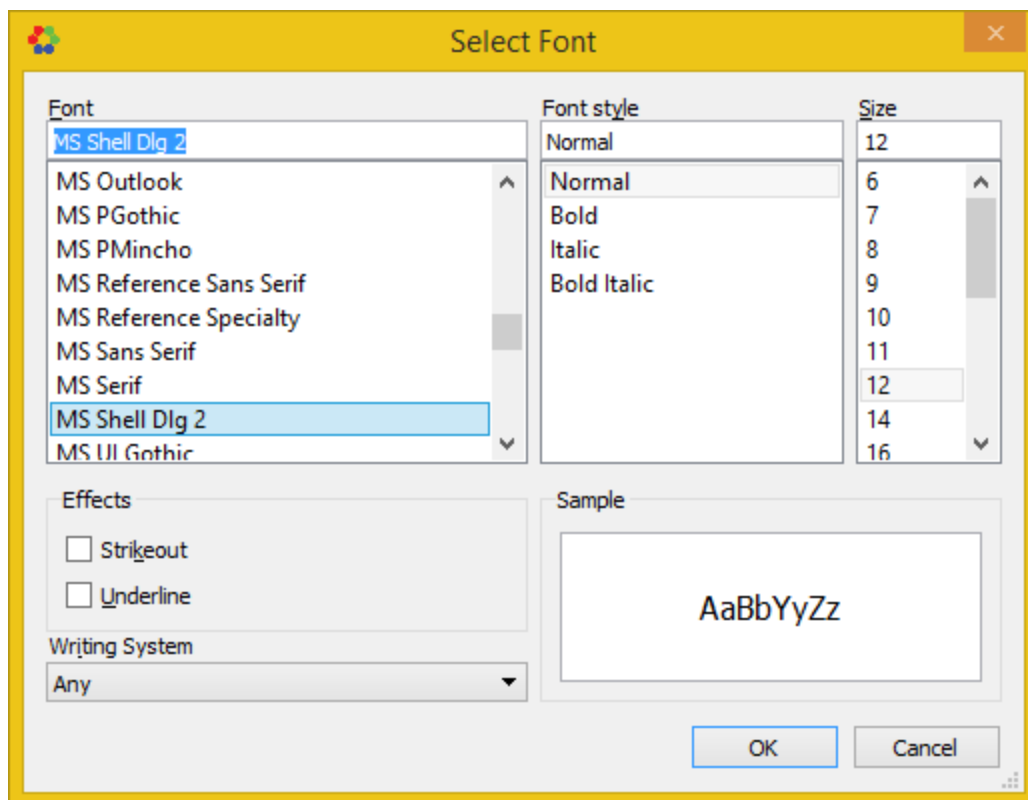 Select Font
Font
Font style
Size
MS Shell Dlg 2
Normal
12
MS Outlook
MS PGothic
MS PMincho
MS Reference Sans Serif
MS Reference Specialty
MS Sans Serif
MS Serif
MS Shell Dlg 2
MS UI Gothic
Normal
Bold
Italic
Bold Italic
6
7
8
9
10
11
12
14
16
Effects
Strikeout
Underline
Writing System
Any
Sample
AaBbYyZz
OK
Cancel